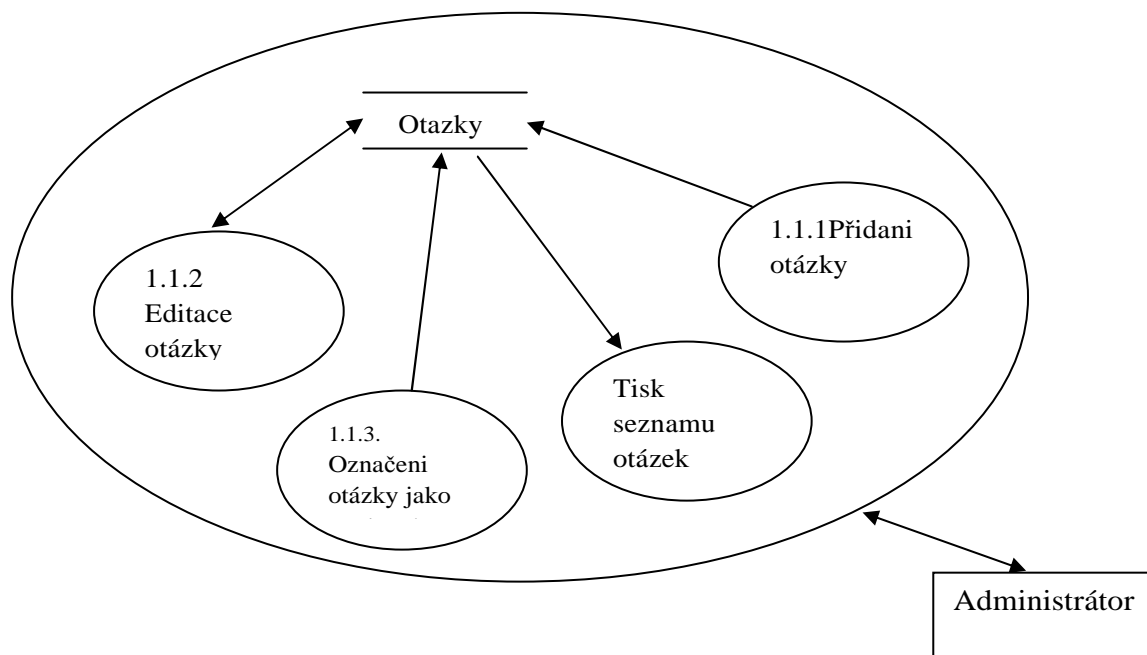 Otazky
1.1.1Přidani
otázky
1.1.2
Editace
otázky
Tisk
seznamu
otázek
1.1.3.
Označeni
otázky jako
Administrátor